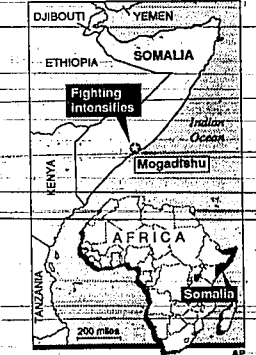 DJIBOUTI
YEMEN
SOMALIA
ETHIOPIA
Fighting
intensifies
Indian
Ocean
Mogadishu
KENYA
AFRICA
TANZANIA
Somalia
200 miles
AP